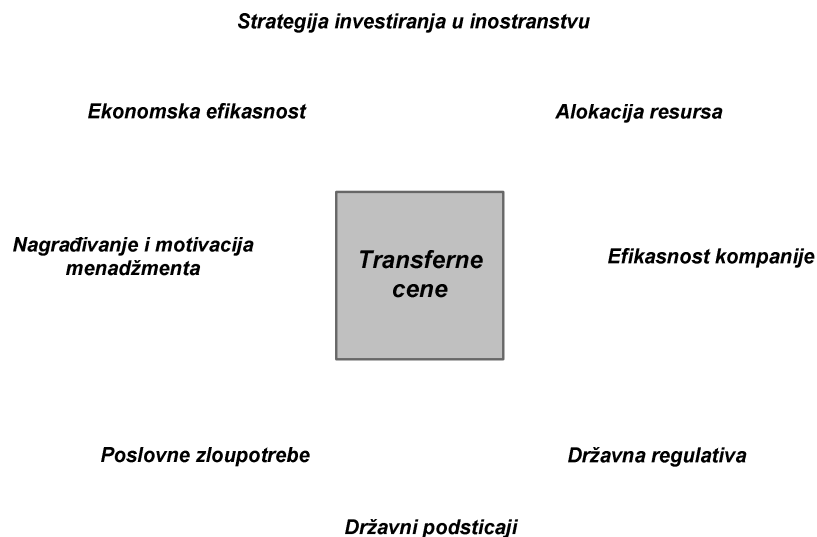 Strategija investiranja u inostranstvu
Ekonomska efikasnost
Alokacija resursa
Nagrađivanje i motivacija
menadžmenta
Transferne
cene
Efikasnost kompanije
Poslovne zloupotrebe
Državna regulativa
Državni podsticaji